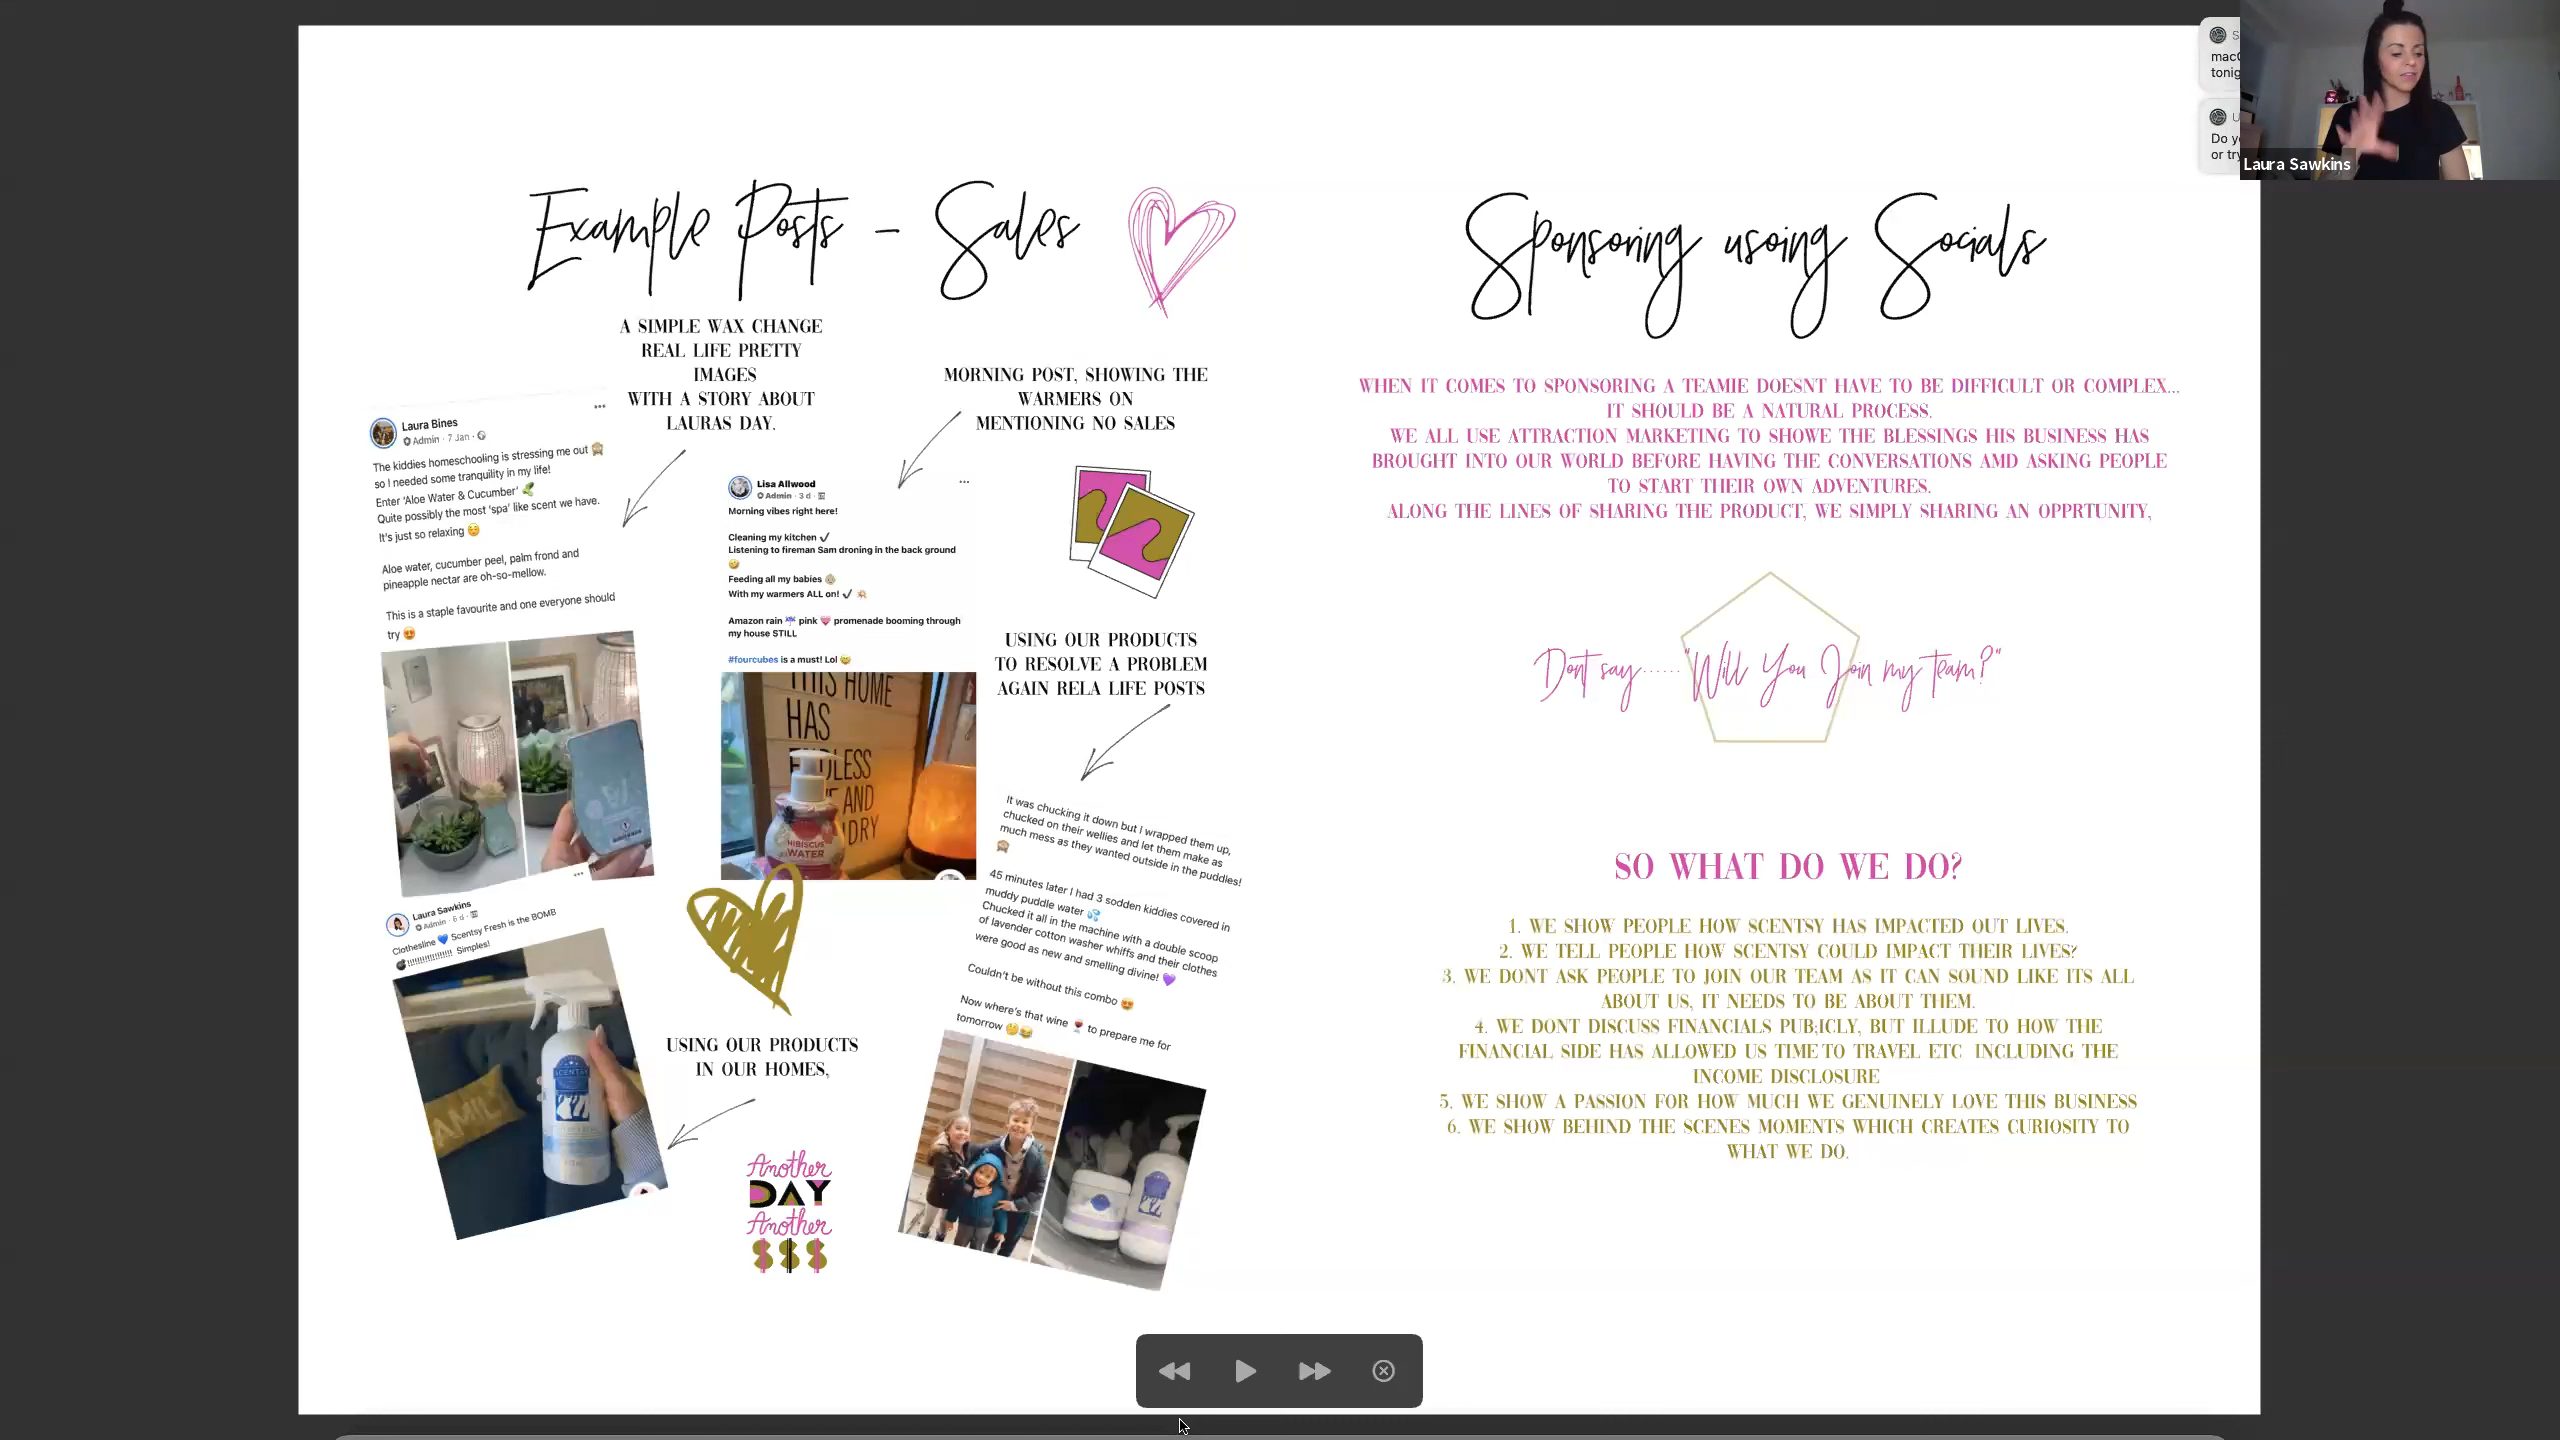 Example Posts - Sales
A SIMPLE WAX CHANGE
REAL LIFE PRETTY
IMAGES
WITH A STORY ABOUT
LAURAS DAY.
MORNING POST, SHOWING THE
WARMERS ON
MENTIONING NO SALES
Laura Bines
Admin · 7 Jan ·
The kiddies homeschooling is stressing me out 🙈
so I needed some tranquility in my life!
Enter ‘Aloe Water & Cucumber’ 🥒
Quite possibly the most ‘spa’ like scent we have.
It's just so relaxing ☺️
Aloe water, cucumber peel, palm frond and
pineapple nectar are oh-so-mellow.
This is a staple favourite and one everyone should
try 😍
Lisa Allwood
Admin · 3 d ·
Morning vibes right here!
Cleaning my kitchen ✔️
Listening to fireman Sam droning in the back ground
🤣
Feeding all my babies
With my warmers ALL on! ✔️
Amazon rain ☔ pink 💗 promenade booming through
my house STILL
#fourcubes is a must! Lol
THIS HOME
HAS
ENDLESS
AND
HIBISCUS
WATER
USING OUR PRODUCTS
TO RESOLVE A PROBLEM
AGAIN RELA LIFE POSTS
It was chucking it down but I wrapped them up,
chucked on their wellies and let them make as
much mess as they wanted outside in the puddles!
🙈
45 minutes later I had 3 sodden kiddies covered in
muddy puddle water 💦
Chucked it all in the machine with a double scoop
of lavender cotton washer whiffs and their clothes
were good as new and smelling divine! 💜
Couldn't be without this combo 😍
Now where's that wine 🍷 to prepare me for
tomorrow 🤔😂
Laura Sawkins
Admin · 6 d ·
Clothesline 💙 Scentsy Fresh is the BOMB
💣!!!!!!!!!!!!!!!!!! Simples!
SCENTSY
USING OUR PRODUCTS
IN OUR HOMES,
Another
DAY
Another
$$$
Sponsoring usoing Socials
WHEN IT COMES TO SPONSORING A TEAMIE DOESNT HAVE TO BE DIFFICULT OR COMPLEX...
IT SHOULD BE A NATURAL PROCESS.
WE ALL USE ATTRACTION MARKETING TO SHOWE THE BLESSINGS HIS BUSINESS HAS
BROUGHT INTO OUR WORLD BEFORE HAVING THE CONVERSATIONS AMD ASKING PEOPLE
TO START THEIR OWN ADVENTURES.
ALONG THE LINES OF SHARING THE PRODUCT, WE SIMPLY SHARING AN OPPRTUNITY,
Dont say......"Will You Join my team?"
SO WHAT DO WE DO?
1. WE SHOW PEOPLE HOW SCENTSY HAS IMPACTED OUT LIVES.
2. WE TELL PEOPLE HOW SCENTSY COULD IMPACT THEIR LIVES?
3. WE DONT ASK PEOPLE TO JOIN OUR TEAM AS IT CAN SOUND LIKE ITS ALL
ABOUT US, IT NEEDS TO BE ABOUT THEM.
4. WE DONT DISCUSS FINANCIALS PUB;ICLY, BUT ILLUDE TO HOW THE
FINANCIAL SIDE HAS ALLOWED US TIME TO TRAVEL ETC INCLUDING THE
INCOME DISCLOSURE
5. WE SHOW A PASSION FOR HOW MUCH WE GENUINELY LOVE THIS BUSINESS
6. WE SHOW BEHIND THE SCENES MOMENTS WHICH CREATES CURIOSITY TO
WHAT WE DO.
Laura Sawkins